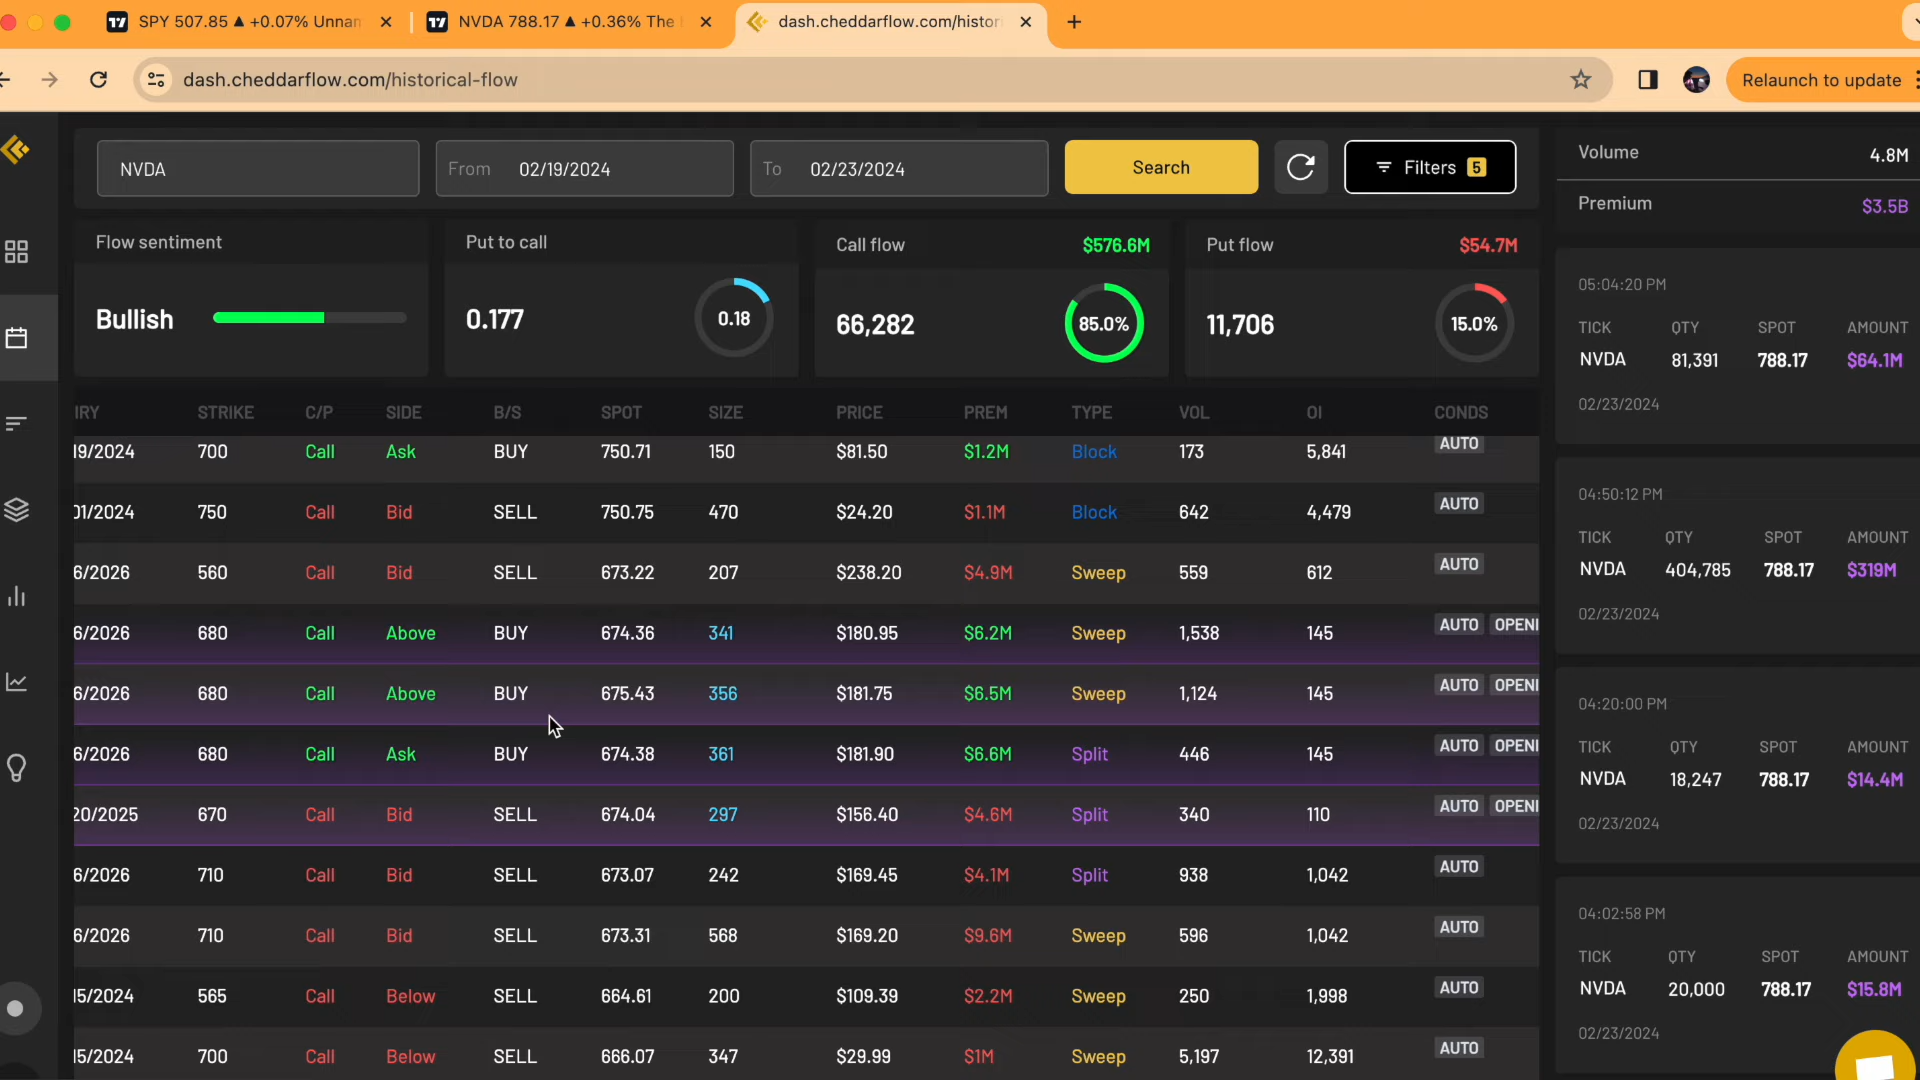 SPY 507.85 ▲ +0.07% Unnam
NVDA 788.17 ▲ +0.36% The
dash.cheddarflow.com/histor
dash.cheddarflow.com/historical-flow
Relaunch to update
NVDA
From 02/19/2024
To 02/23/2024
Search
Filters 5
Flow sentiment
Bullish
Put to call
0.177
0.18
Call flow $576.6M
66,282
85.0%
Put flow $54.7M
11,706
15.0%
IRY STRIKE C/P SIDE B/S SPOT SIZE PRICE PREM TYPE VOL OI CONDS
19/2024 700 Call Ask BUY 750.71 150 $81.50 $1.2M Block 173 5,841 AUTO
01/2024 750 Call Bid SELL 750.75 470 $24.20 $1.1M Block 642 4,479 AUTO
6/2026 560 Call Bid SELL 673.22 207 $238.20 $4.9M Sweep 559 612 AUTO
6/2026 680 Call Above BUY 674.36 341 $180.95 $6.2M Sweep 1,538 145 AUTO OPENI
6/2026 680 Call Above BUY 675.43 356 $181.75 $6.5M Sweep 1,124 145 AUTO OPENI
6/2026 680 Call Ask BUY 674.38 361 $181.90 $6.6M Split 446 145 AUTO OPENI
20/2025 670 Call Bid SELL 674.04 297 $156.40 $4.6M Split 340 110 AUTO OPENI
6/2026 710 Call Bid SELL 673.07 242 $169.45 $4.1M Split 938 1,042 AUTO
6/2026 710 Call Bid SELL 673.31 568 $169.20 $9.6M Sweep 596 1,042 AUTO
15/2024 565 Call Below SELL 664.61 200 $109.39 $2.2M Sweep 250 1,998 AUTO
15/2024 700 Call Below SELL 666.07 347 $29.99 $1M Sweep 5,197 12,391 AUTO
Volume 4.8M
Premium $3.5B
05:04:20 PM
TICK QTY SPOT AMOUNT
NVDA 81,391 788.17 $64.1M
02/23/2024
04:50:12 PM
TICK QTY SPOT AMOUNT
NVDA 404,785 788.17 $319M
02/23/2024
04:20:00 PM
TICK QTY SPOT AMOUNT
NVDA 18,247 788.17 $14.4M
02/23/2024
04:02:58 PM
TICK QTY SPOT AMOUNT
NVDA 20,000 788.17 $15.8M
02/23/2024